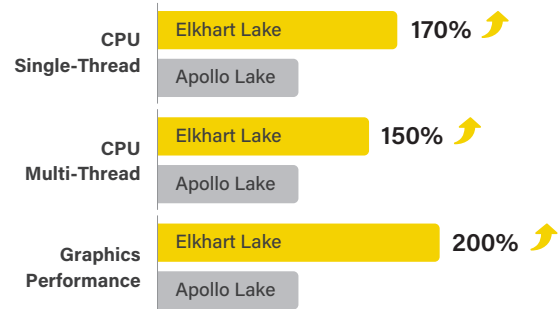 CPU
Single-Thread
Elkhart Lake
170%
Apollo Lake
CPU
Multi-Thread
Elkhart Lake
150%
Apollo Lake
Graphics
Performance
Elkhart Lake
200%
Apollo Lake